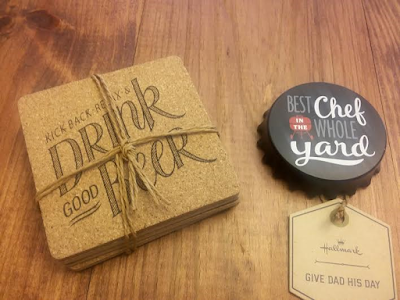 KICK BACK, RELAX &
DRINK
GOOD Beer
BEST Chef
IN THE WHOLE
yard
Hallmark
GIVE DAD HIS DAY